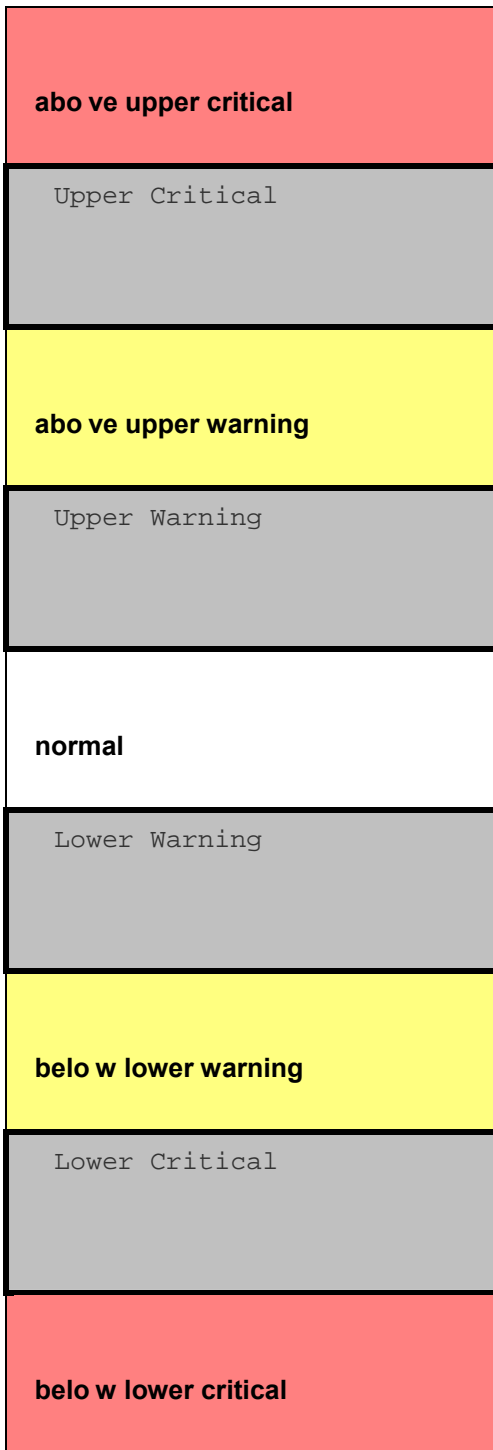 abo ve upper critical
Upper Critical
abo ve upper warning
Upper Warning
normal
Lower Warning
belo w lower warning
Lower Critical
belo w lower critical